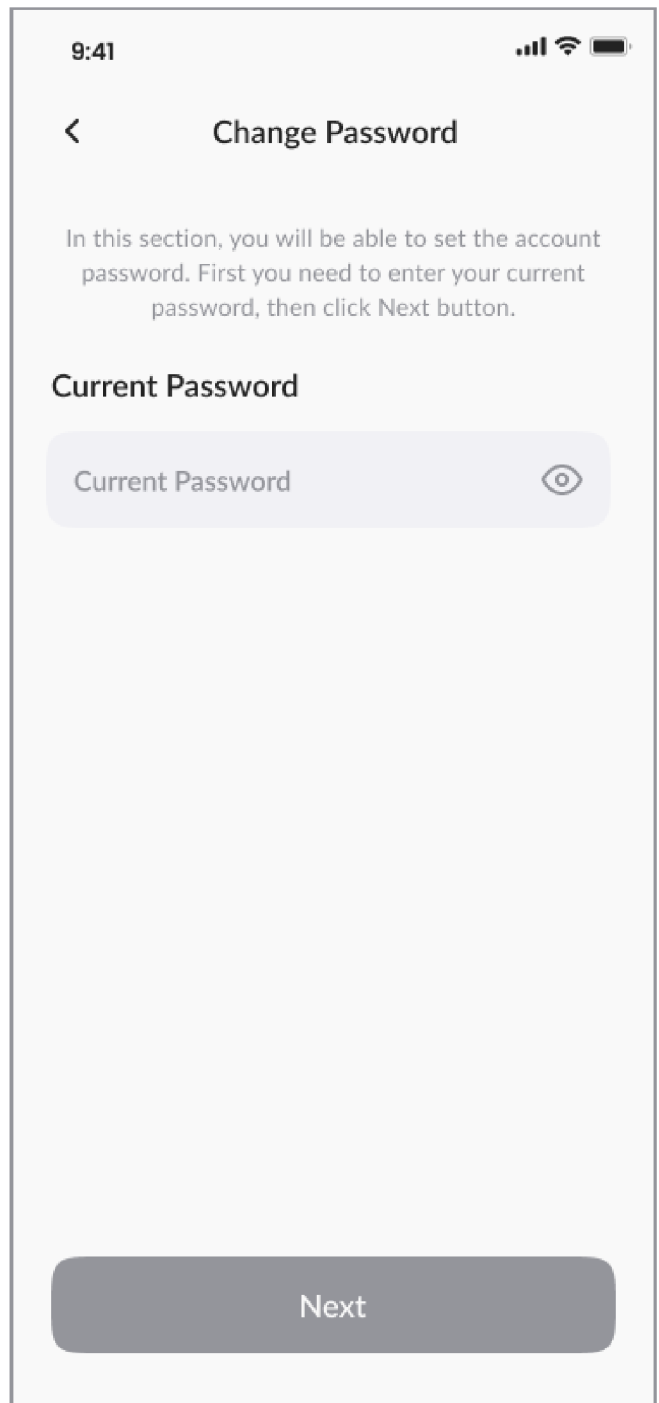 9:41
Change Password
In this section, you will be able to set the account
password. First you need to enter your current
password, then click Next button.
Current Password
Current Password
Next